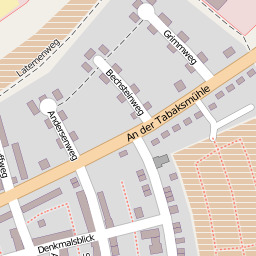 Laternenweg
Grimmweg
Bechsteinweg
An der Tabaksmühle
Andersenweg
Denkmalsblick